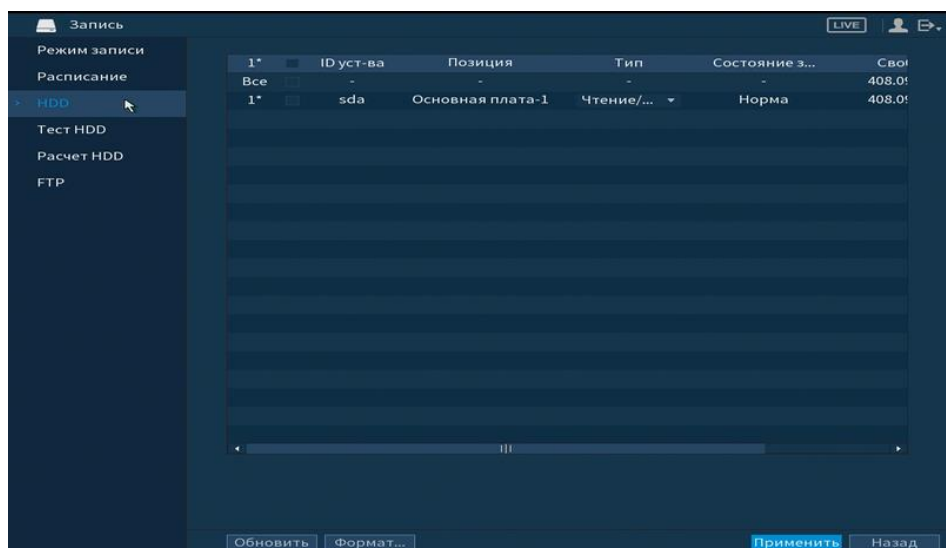 Запись
LIVE
Режим записи
Расписание
HDD
Тест HDD
Расчет HDD
FTP
1* ID уст-ва Позиция Тип Состояние з... Сво
Все - - - - 408.0
1* sda Основная плата-1 Чтение/... Норма 408.0
Обновить Формат... Применить Назад